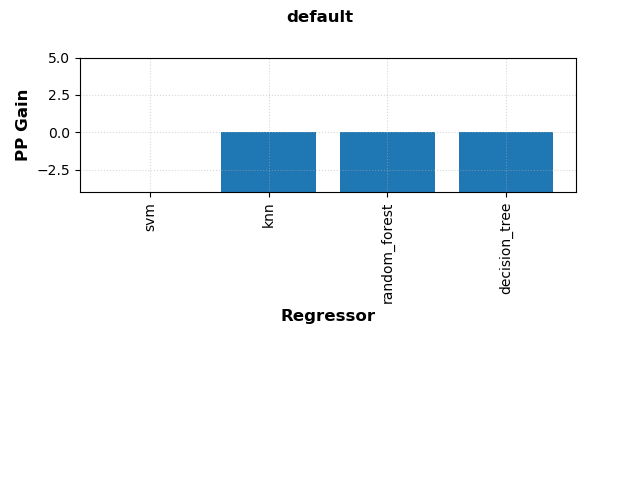 default
PP Gain
5.0
2.5
0.0
−2.5
svm
knn
random_forest
decision_tree
Regressor